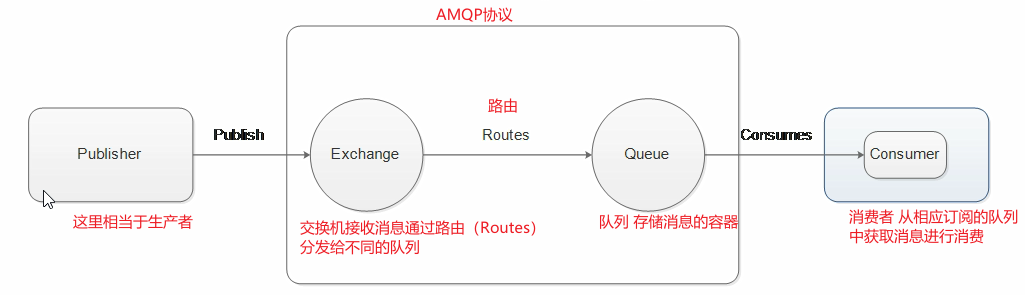 AMQP协议
路由
Publish
Routes
Consumes
Publisher
Exchange
Queue
Consumer
这里相当于生产者
交换机接收消息通过路由（Routes）
分发给不同的队列
队列 存储消息的容器
消费者 从相应订阅的队列
中获取消息进行消费